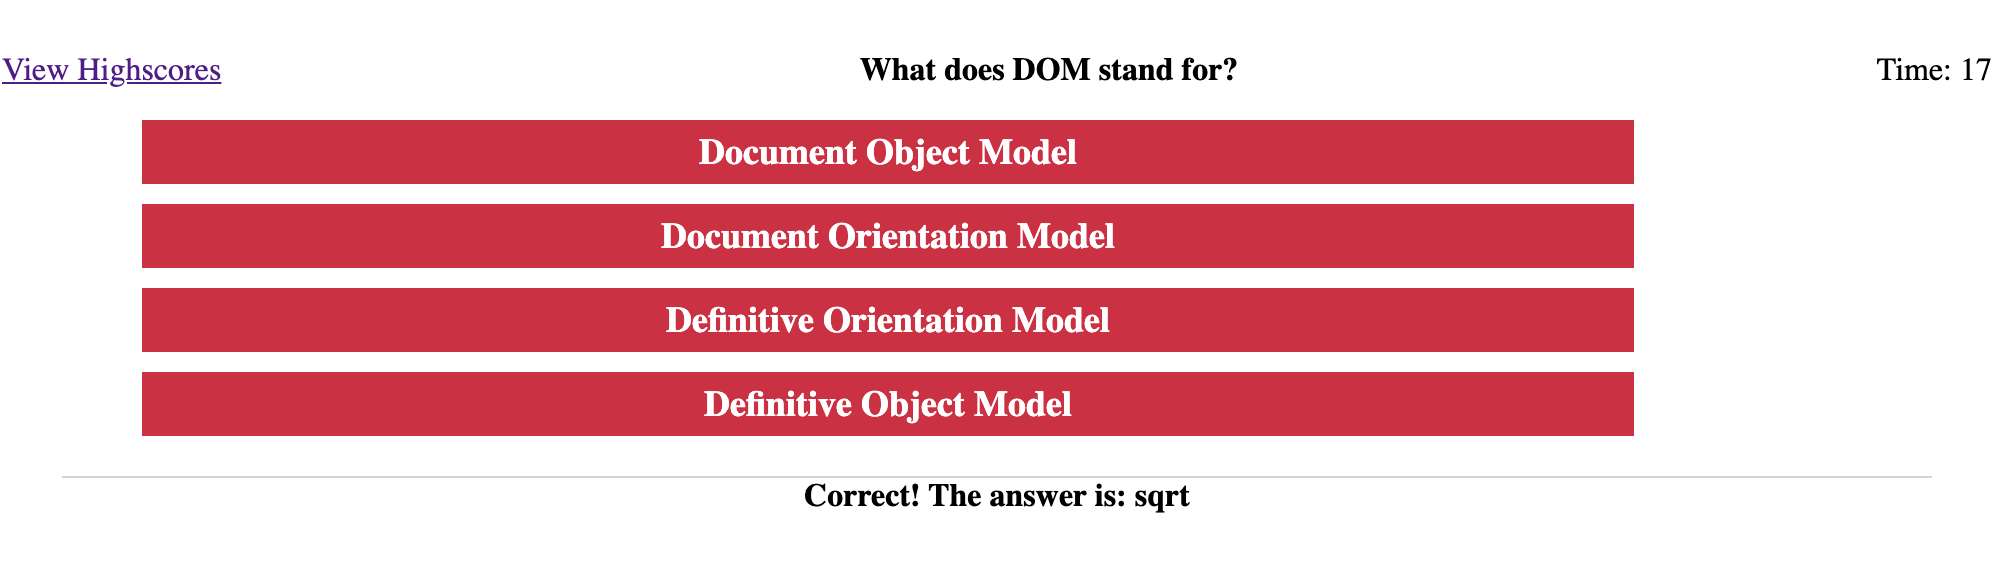 View Highscores
What does DOM stand for?
Time: 17
Document Object Model
Document Orientation Model
Definitive Orientation Model
Definitive Object Model
Correct! The answer is: sqrt